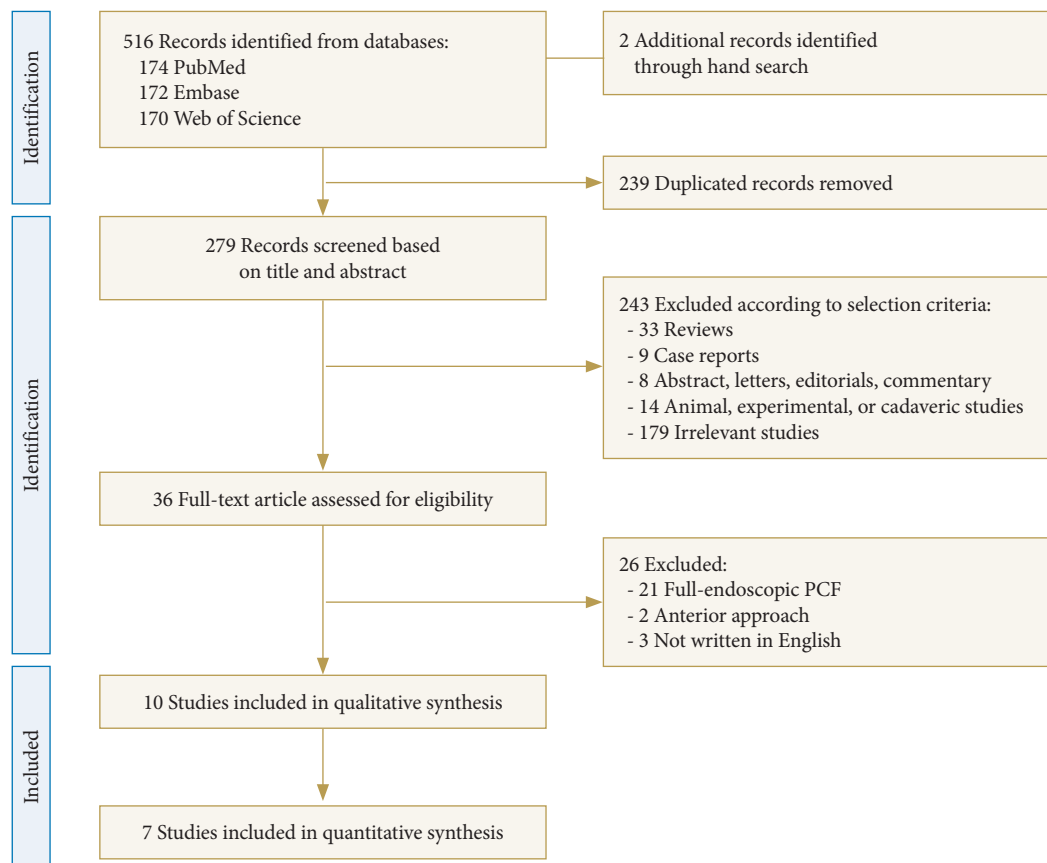 Identification
516 Records identified from databases:
174 PubMed
172 Embase
170 Web of Science
2 Additional records identified
through hand search
239 Duplicated records removed
Identification
279 Records screened based
on title and abstract
243 Excluded according to selection criteria:
- 33 Reviews
- 9 Case reports
- 8 Abstract, letters, editorials, commentary
- 14 Animal, experimental, or cadaveric studies
- 179 Irrelevant studies
36 Full-text article assessed for eligibility
26 Excluded:
- 21 Full-endoscopic PCF
- 2 Anterior approach
- 3 Not written in English
Included
10 Studies included in qualitative synthesis
7 Studies included in quantitative synthesis